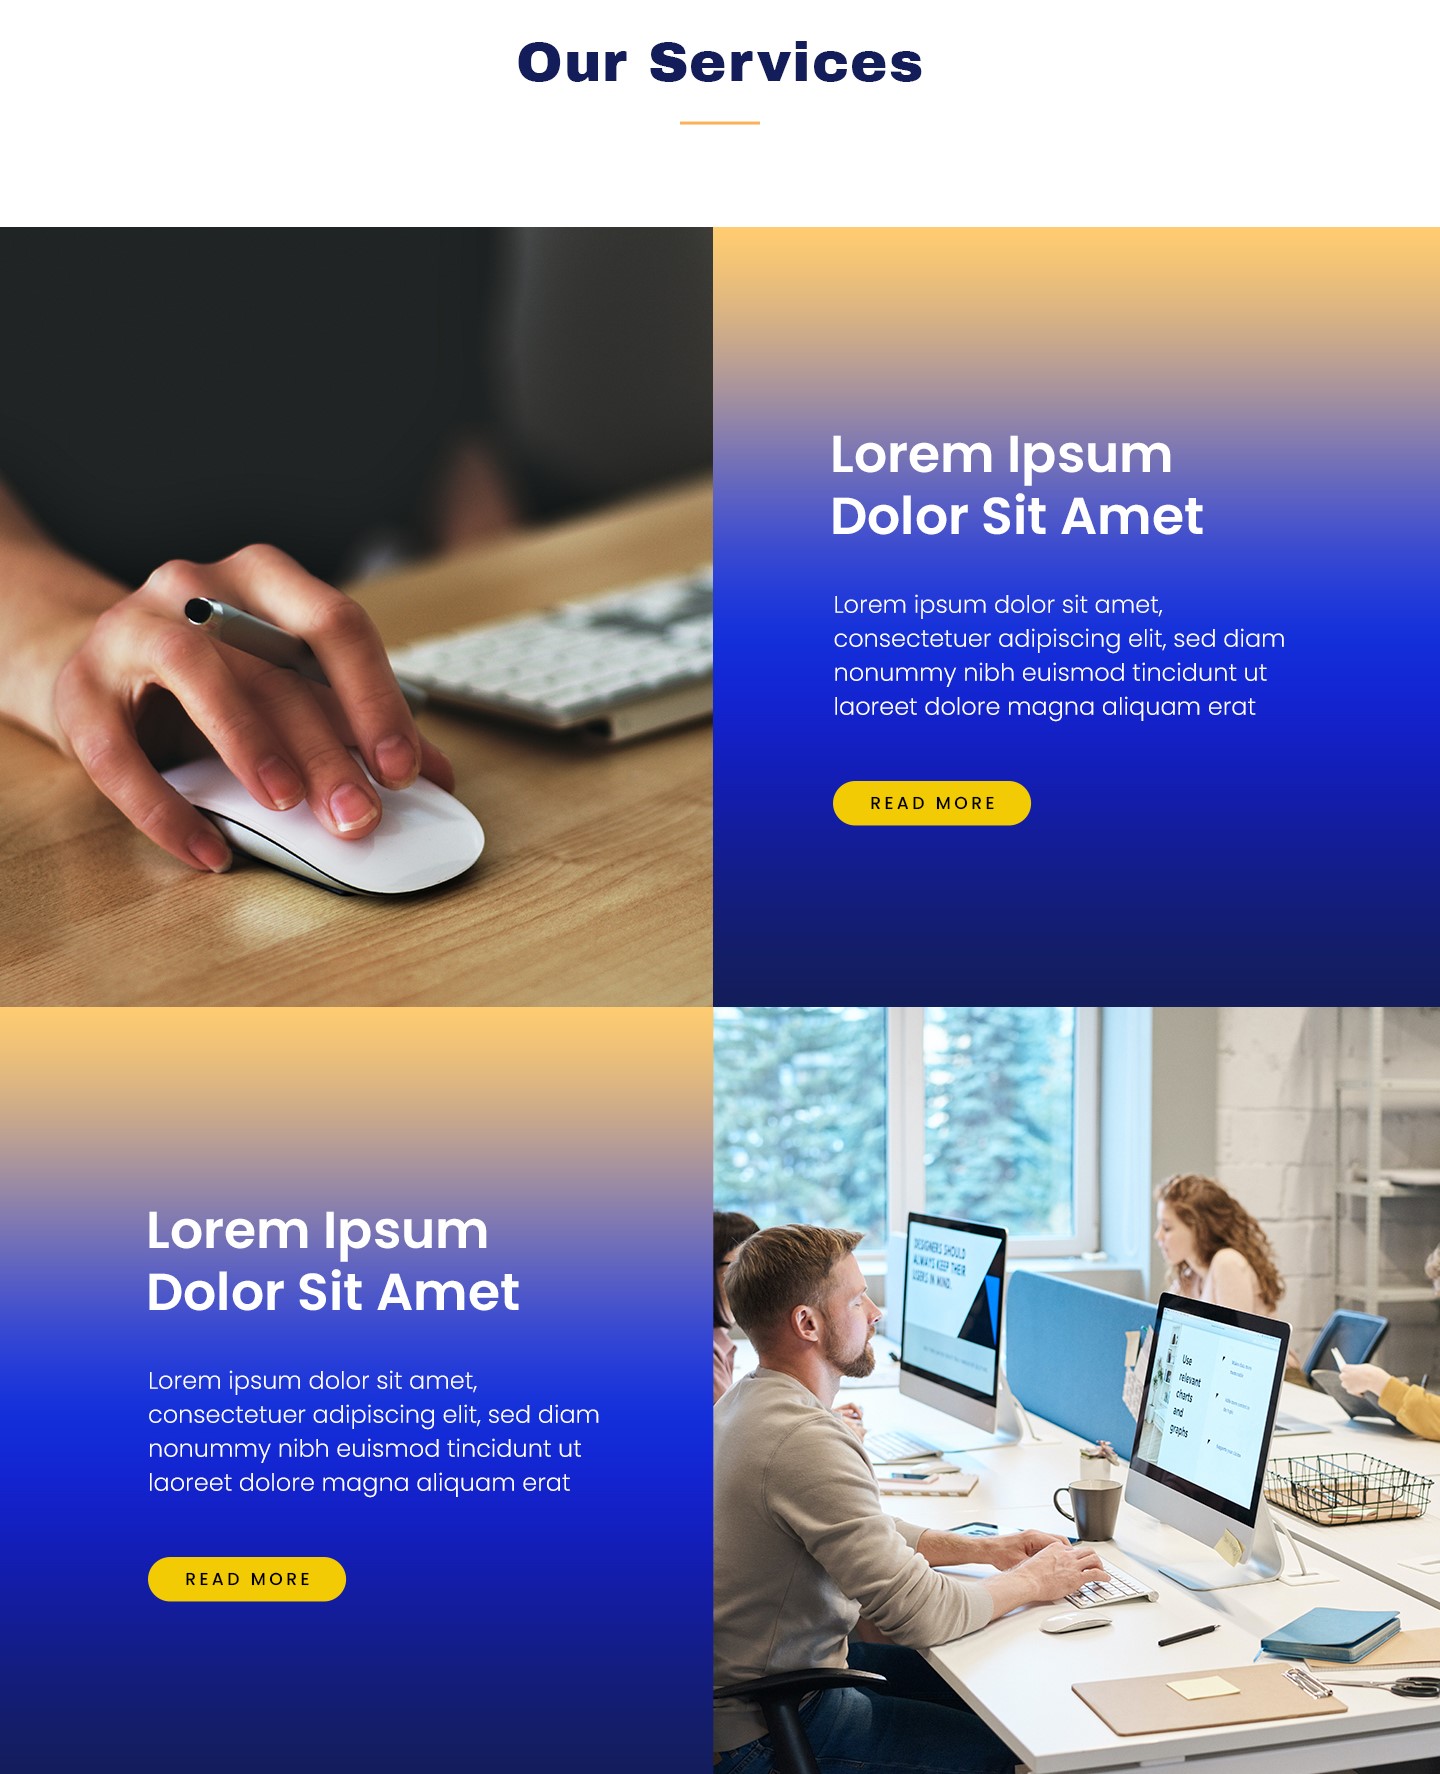 Our Services
Lorem Ipsum
Dolor Sit Amet
Lorem ipsum dolor sit amet,
consectetuer adipiscing elit, sed diam
nonummy nibh euismod tincidunt ut
laoreet dolore magna aliquam erat
READ MORE
Lorem Ipsum
Dolor Sit Amet
Lorem ipsum dolor sit amet,
consectetuer adipiscing elit, sed diam
nonummy nibh euismod tincidunt ut
laoreet dolore magna aliquam erat
READ MORE
DESIGNERS SHOULD
ALWAYS KEEP THEIR
USERS IN MIND.
Use
relevant
charts
and
graphs